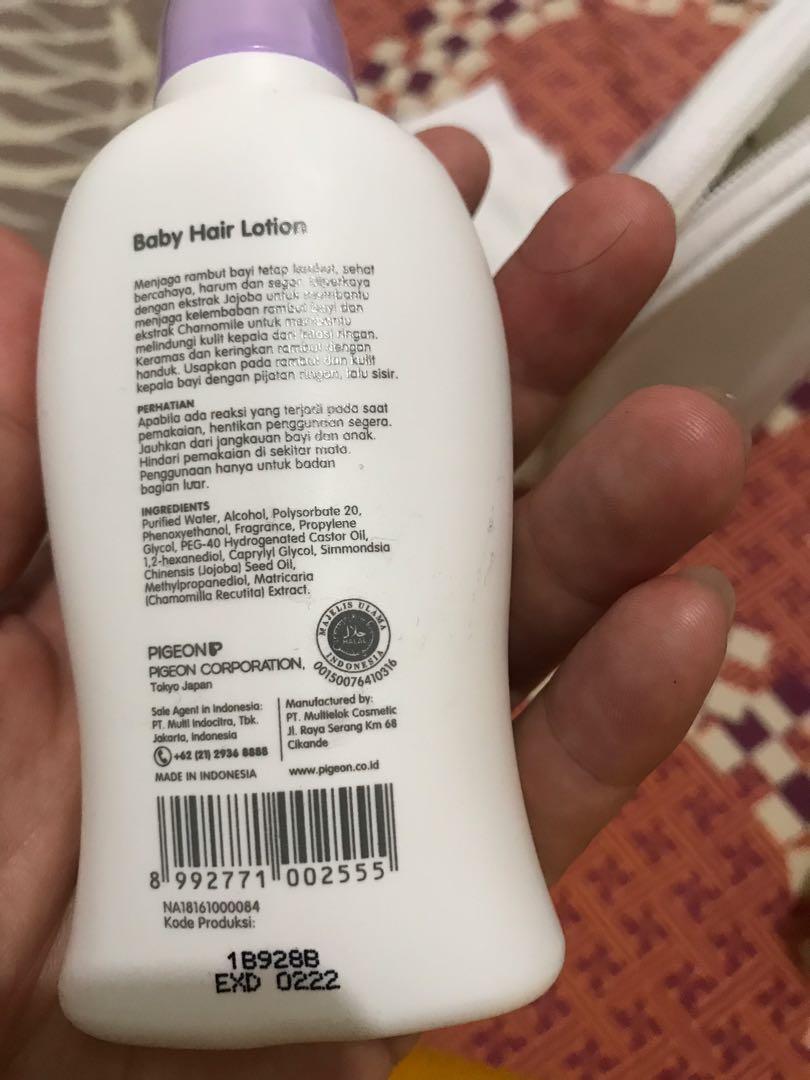 Baby Hair Lotion
Menjaga rambut bayi tetap lembut, sehat
bercahaya, harum dan segar. Diperkaya
dengan ekstrak Jojoba untuk membantu
menjaga kelembaban rambut bayi dan
ekstrak Chamomile untuk membantu
melindungi kulit kepala dari iritasi ringan.
Keramas dan keringkan rambut dengan
handuk. Usapkan pada rambut dan kulit
kepala bayi dengan pijatan ringan, lalu sisir.
PERHATIAN
Apabila ada reaksi yang terjadi pada saat
pemakaian, hentikan penggunaan segera.
Jauhkan dari jangkauan bayi dan anak.
Hindari pemakaian di sekitar mata.
Penggunaan hanya untuk badan
bagian luar.
INGREDIENTS
Purified Water, Alcohol, Polysorbate 20,
Phenoxyethanol, Fragrance, Propylene
Glycol, PEG-40 Hydrogenated Castor Oil,
1,2-hexanediol, Caprylyl Glycol, Simmondsia
Chinensis (Jojoba) Seed Oil,
Methylpropanediol, Matricaria
(Chamomilla Recutita) Extract.
MAJELIS ULAMA
حلال
HALAL
INDONESIA
00150076410316
PIGEON
PIGEON CORPORATION,
Tokyo Japan
Sole Agent in Indonesia:
PT. Multi Indocitra, Tbk.
Jakarta, Indonesia
+62 (21) 2936 8888
MADE IN INDONESIA
Manufactured by:
PT. Multielok Cosmetic
Jl. Raya Serang Km 68
Cikande
www.pigeon.co.id
8 992771 002555
NA18161000084
Kode Produksi:
1B928B
EXD 0222